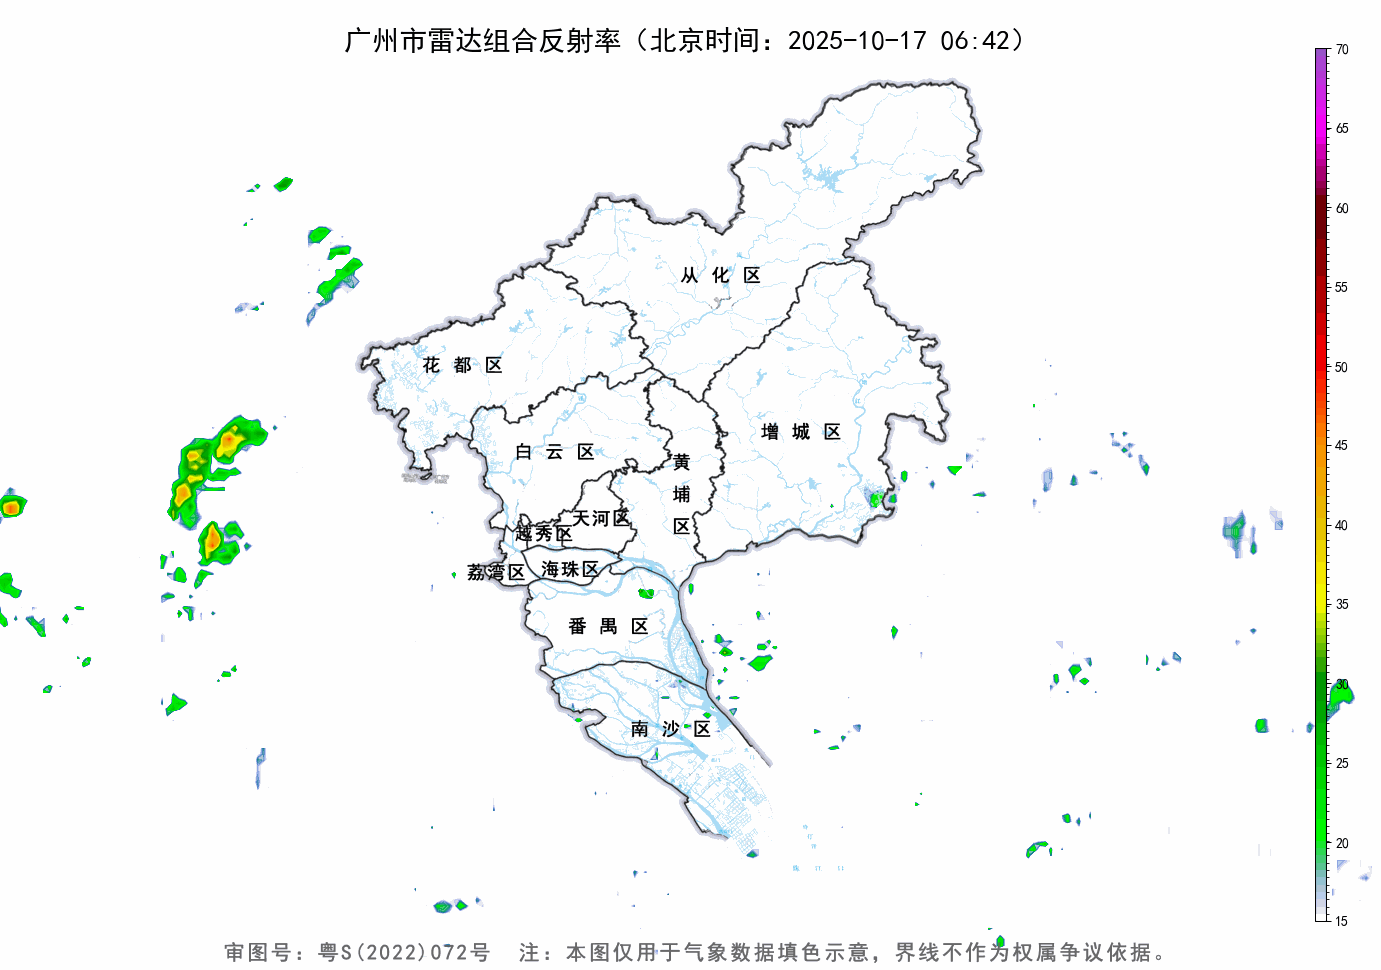 广州市雷达组合反射率（北京时间：2025-10-17 06:42）
70
65
60
55
50
45
40
35
30
25
20
15
从化区
花都区
增城区
白云区
黄埔区
天河区
越秀区
荔湾区
海珠区
番禺区
南沙区
审图号：粤S(2022)072号 注：本图仅用于气象数据填色示意，界线不作为权属争议依据。